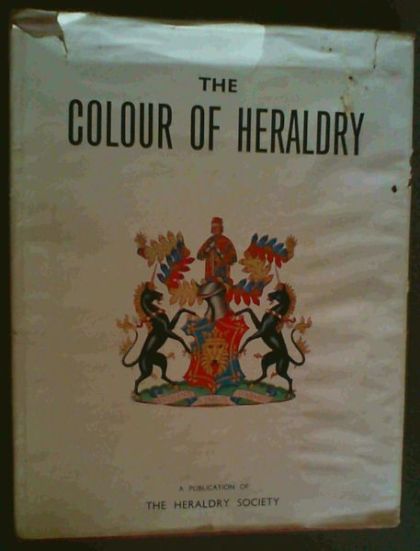 THE
COLOUR OF HERALDRY
A PUBLICATION OF
THE HERALDRY SOCIETY